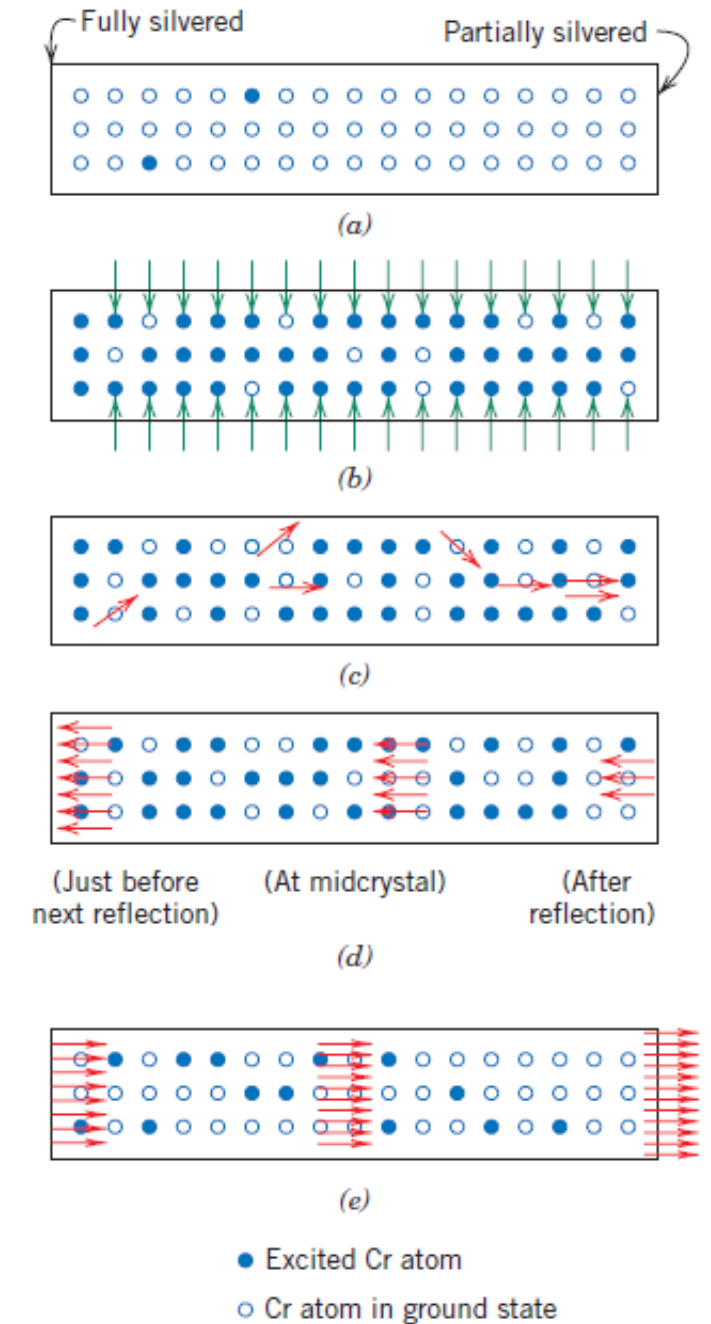 Fully silvered
Partially silvered
(a)
(b)
(c)
(Just before
next reflection)
(At midcrystal)
(After
reflection)
(d)
(e)
Excited Cr atom
Cr atom in ground state